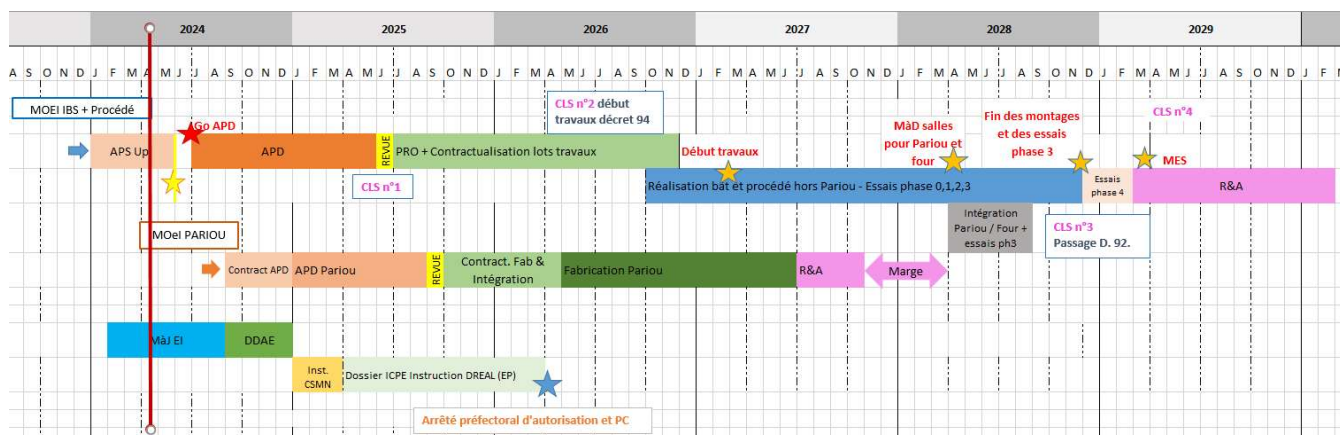 2024 2025 2026 2027 2028 2029
A S O N D J F M A M J J A S O N D J F M A M J J A S O N D J F M A M J J A S O N D J F M A M J J A S O N D J F M A M J J A S O N D J F M A M J J A S O N D J F
MOEI IBS + Procédé
CLS n°2 début
travaux décret 94
Go APD
APS Up
APD
REVUE
PRO + Contractualisation lots travaux
Début travaux
MàD salles
pour Pariou et
four
Fin des montages
et des essais
phase 3
CLS n°4
MES
CLS n°1
Réalisation bât et procédé hors Pariou - Essais phase 0,1,2,3
Essais
phase 4
R&A
MOeI PARIOU
Intégration
Pariou / Four +
essais ph3
CLS n°3
Passage D. 92.
Contract APD
APD Pariou
REVUE
Contract. Fab &
Intégration
Fabrication Pariou
R&A
Marge
MàJ EI
DDAE
Inst.
CSMN
Dossier ICPE Instruction DREAL (EP)
Arrêté préfectoral d'autorisation et PC